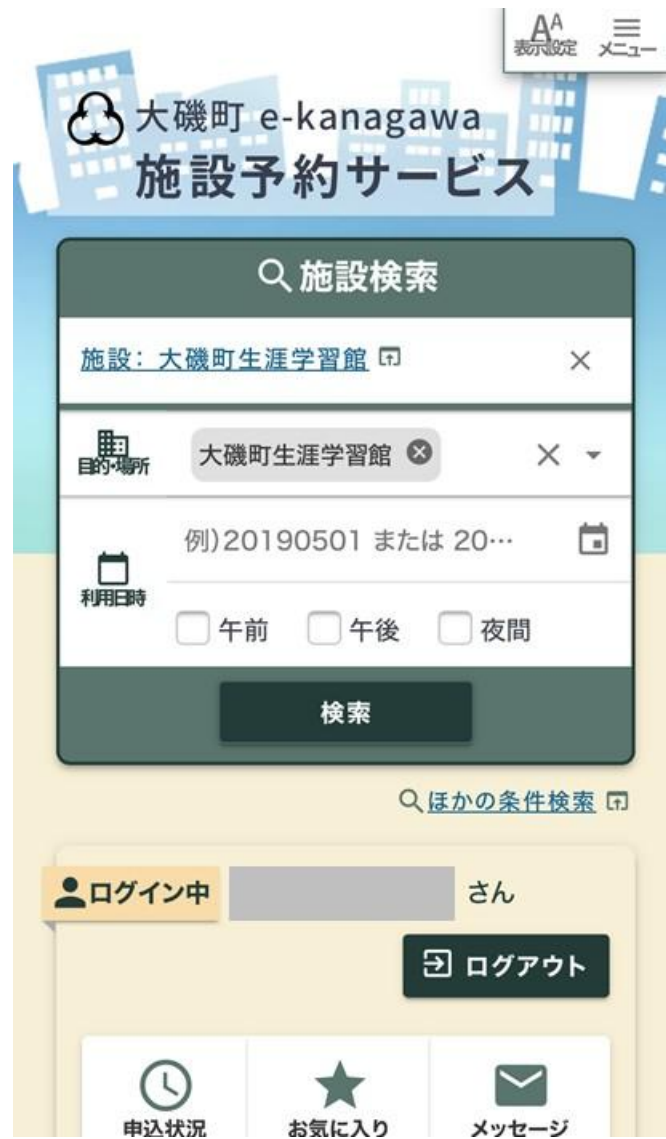 AA
表示設定 メニュー
大磯町 e-kanagawa
施設予約サービス
施設検索
施設：大磯町生涯学習館
目的・場所 大磯町生涯学習館
例)20190501 または 20…
利用日時
午前 午後 夜間
検索
ほかの条件検索
ログイン中 さん
ログアウト
申込状況 お気に入り メッセージ